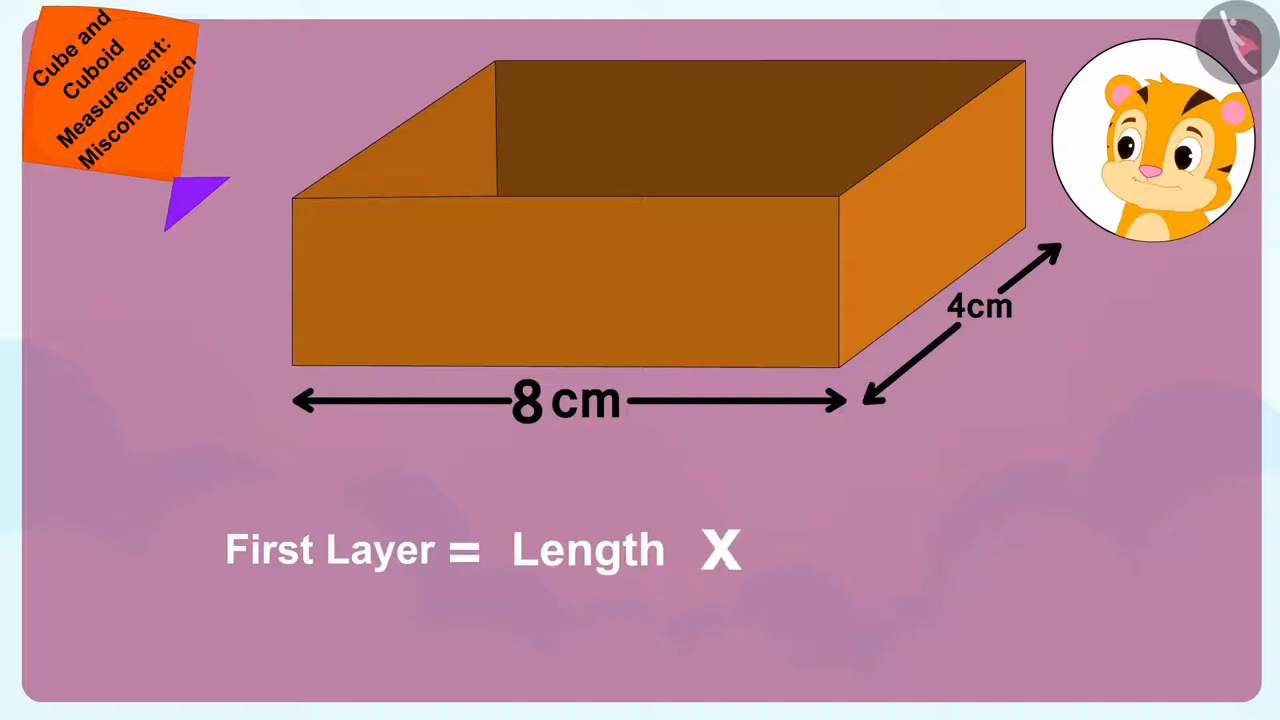 Cube and
Cuboid
Measurement:
Misconception
4cm
8 cm
First Layer = Length X